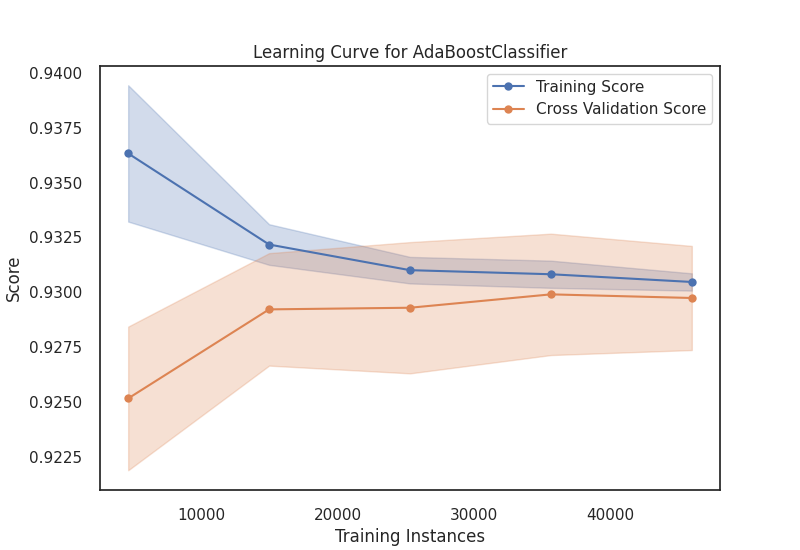 Learning Curve for AdaBoostClassifier
0.9400
0.9375
0.9350
0.9325
0.9300
0.9275
0.9250
0.9225
Score
Training Score
Cross Validation Score
10000
20000
30000
40000
Training Instances